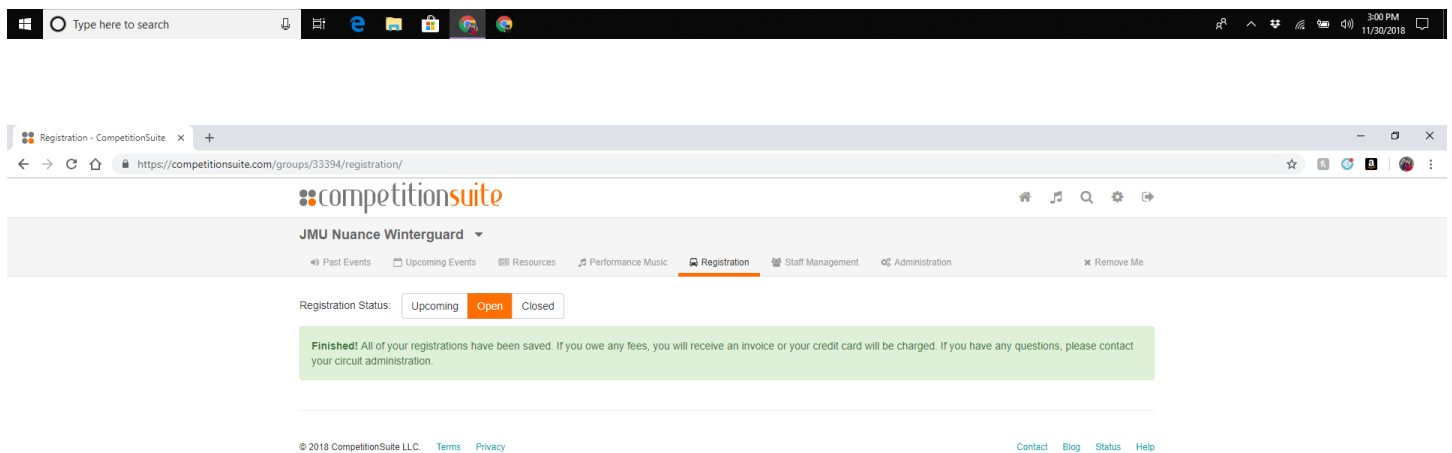 Type here to search
3:00 PM
11/30/2018
Registration - CompetitionSuite
https://competitionsuite.com/groups/33394/registration/
competitionsuite
JMU Nuance Winterguard
Past Events Upcoming Events Resources Performance Music Registration Staff Management Administration Remove Me
Registration Status: Upcoming Open Closed
Finished! All of your registrations have been saved. If you owe any fees, you will receive an invoice or your credit card will be charged. If you have any questions, please contact
your circuit administration.
© 2018 CompetitionSuite LLC. Terms Privacy Contact Blog Status Help